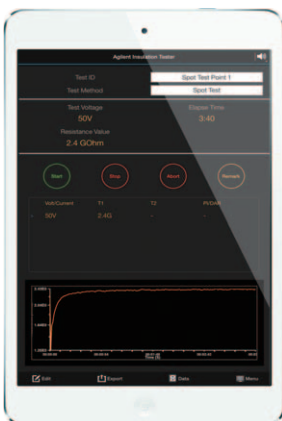 Agilent Insulation Tester
Test ID Spot Test Point 1
Test Method Spot Test
Test Voltage Elapse Time
50V 3:40
Resistance Value
2.4 GOhm
Start Stop Abort Remark
Volt/Current T1 T2 PI/DAR
50V 2.4G - -
Time [S]
Edit Export Data Menu